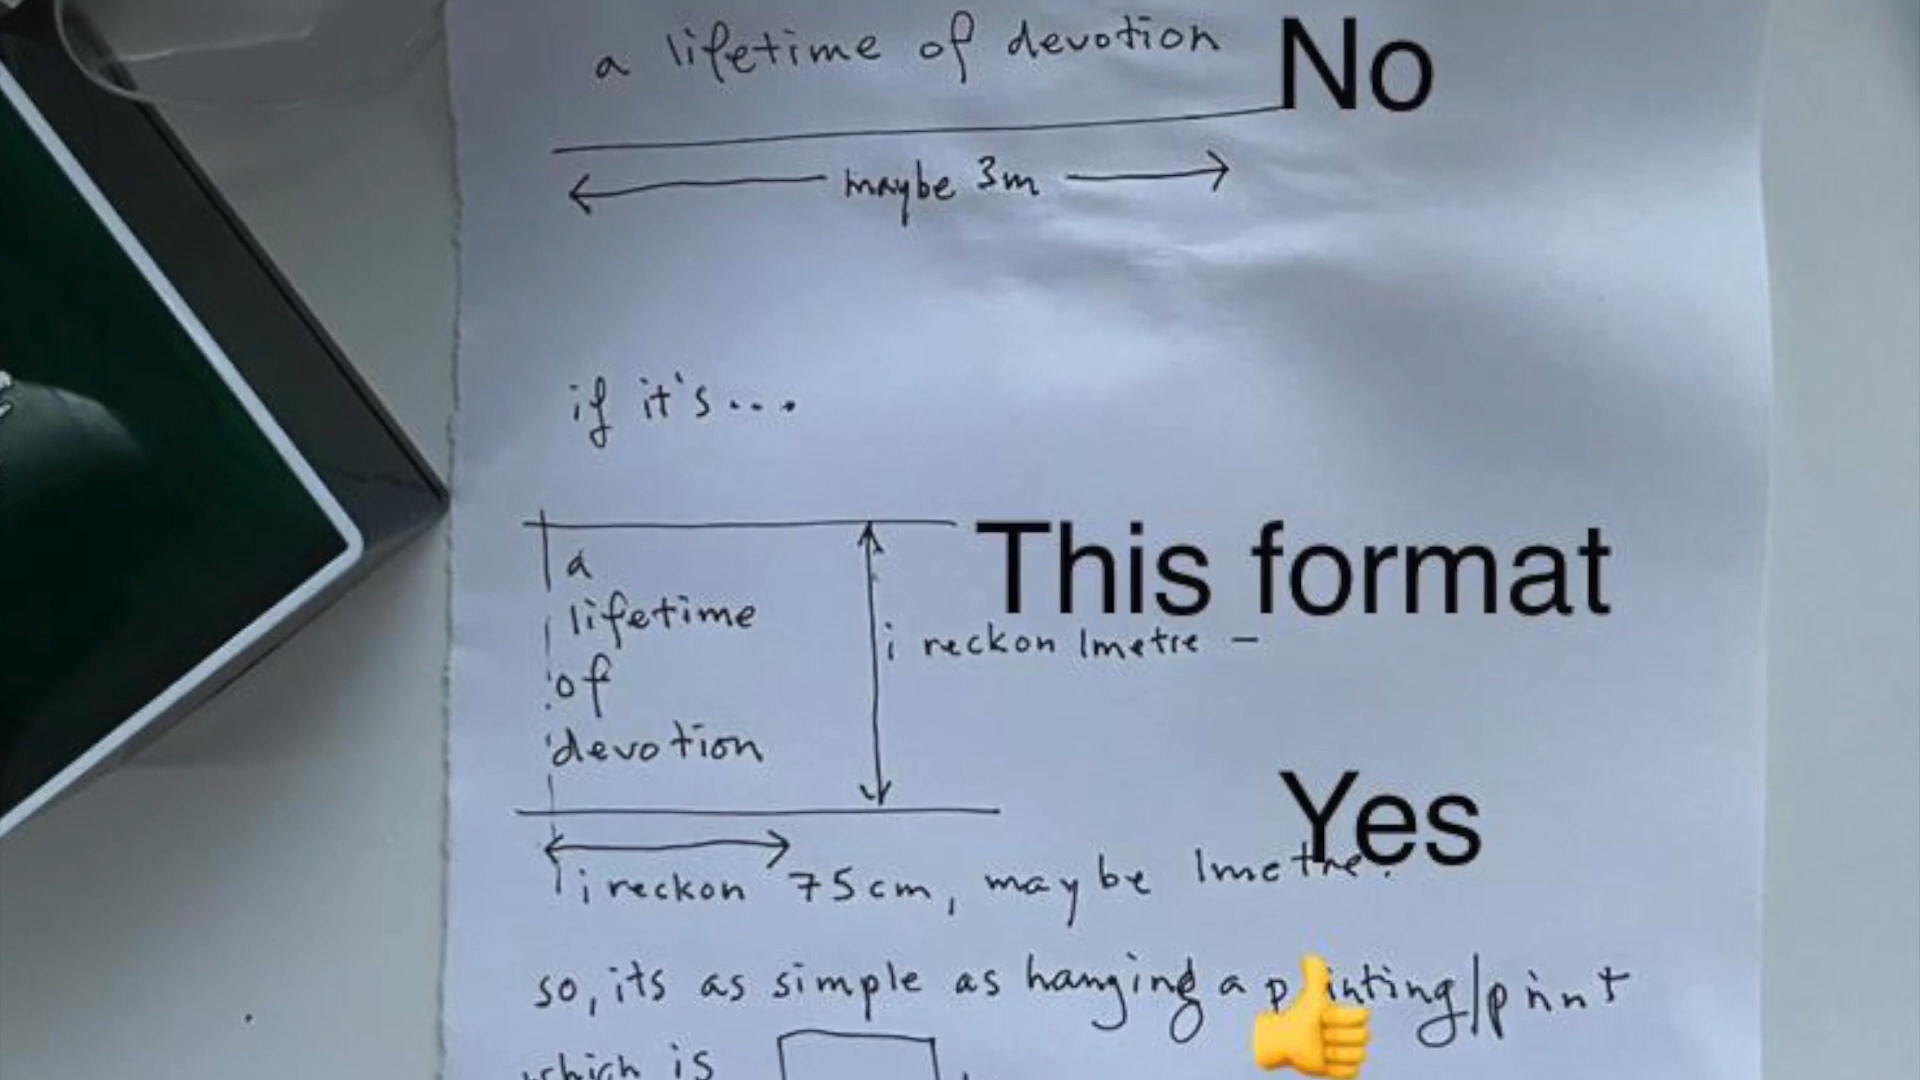 a lifetime of devotion No
maybe 3m
if it's...
This format
a
lifetime
i reckon 1metre -
of
devotion
Yes
i reckon 75cm, maybe 1metre.
so, its as simple as hanging a painting/print
which is